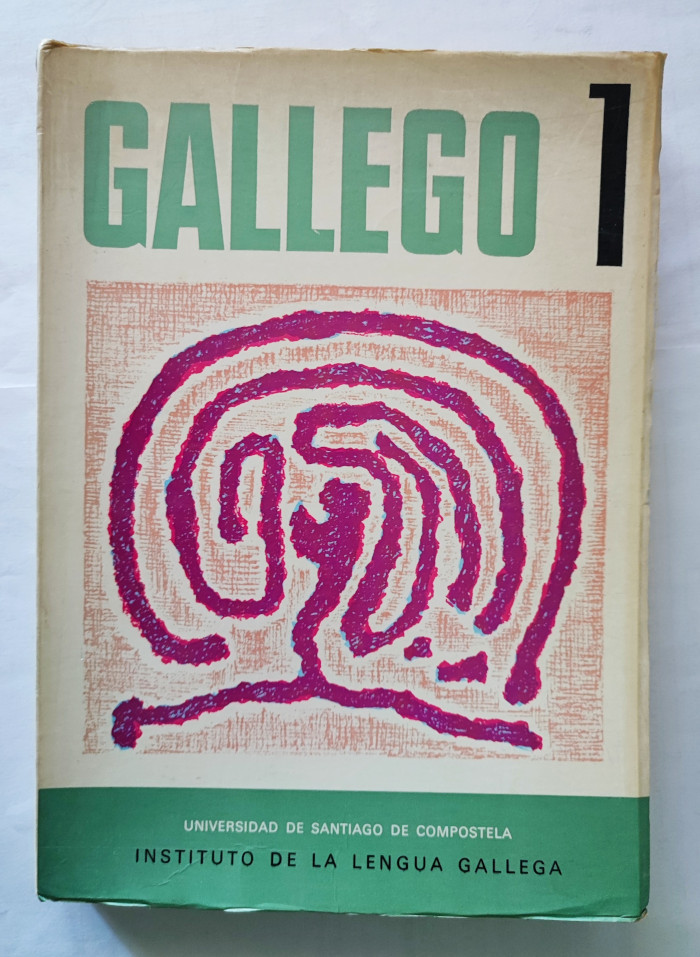 GALLEGO 1
UNIVERSIDAD DE SANTIAGO DE COMPOSTELA
INSTITUTO DE LA LENGUA GALLEGA